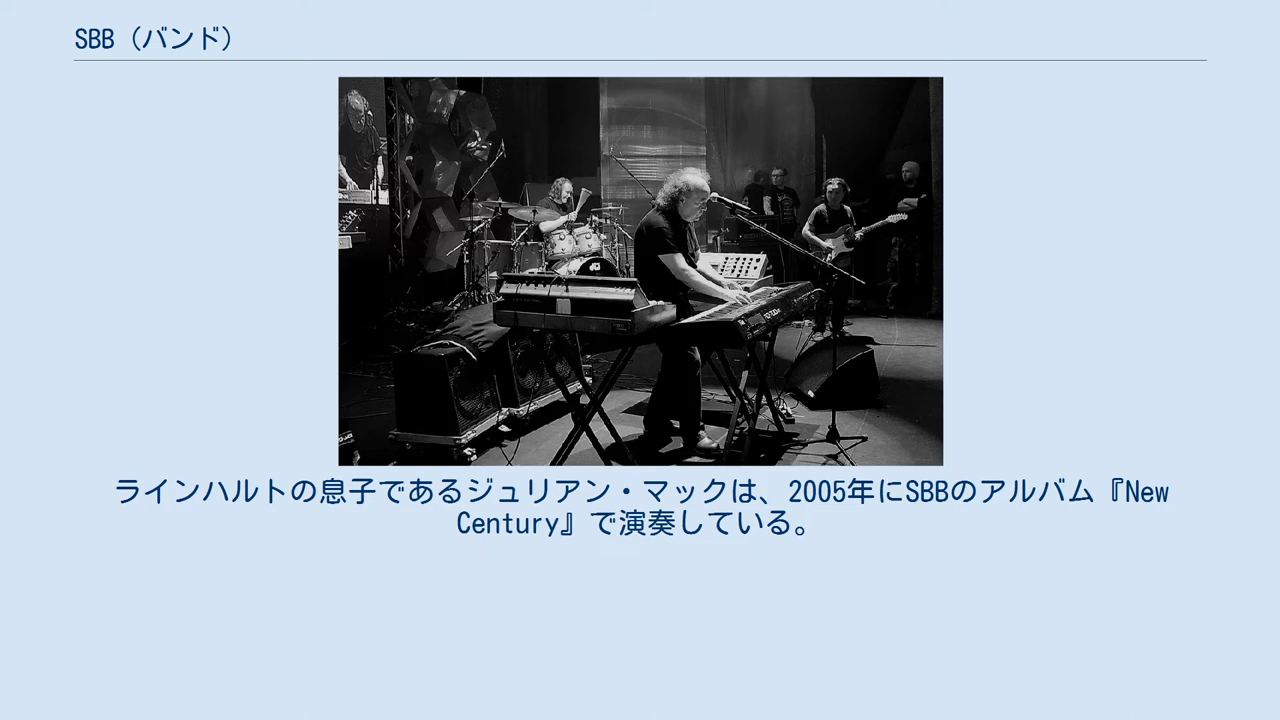 SBB（バンド）
ラインハルトの息子であるジュリアン・マックは、2005年にSBBのアルバム『New
Century』で演奏している。